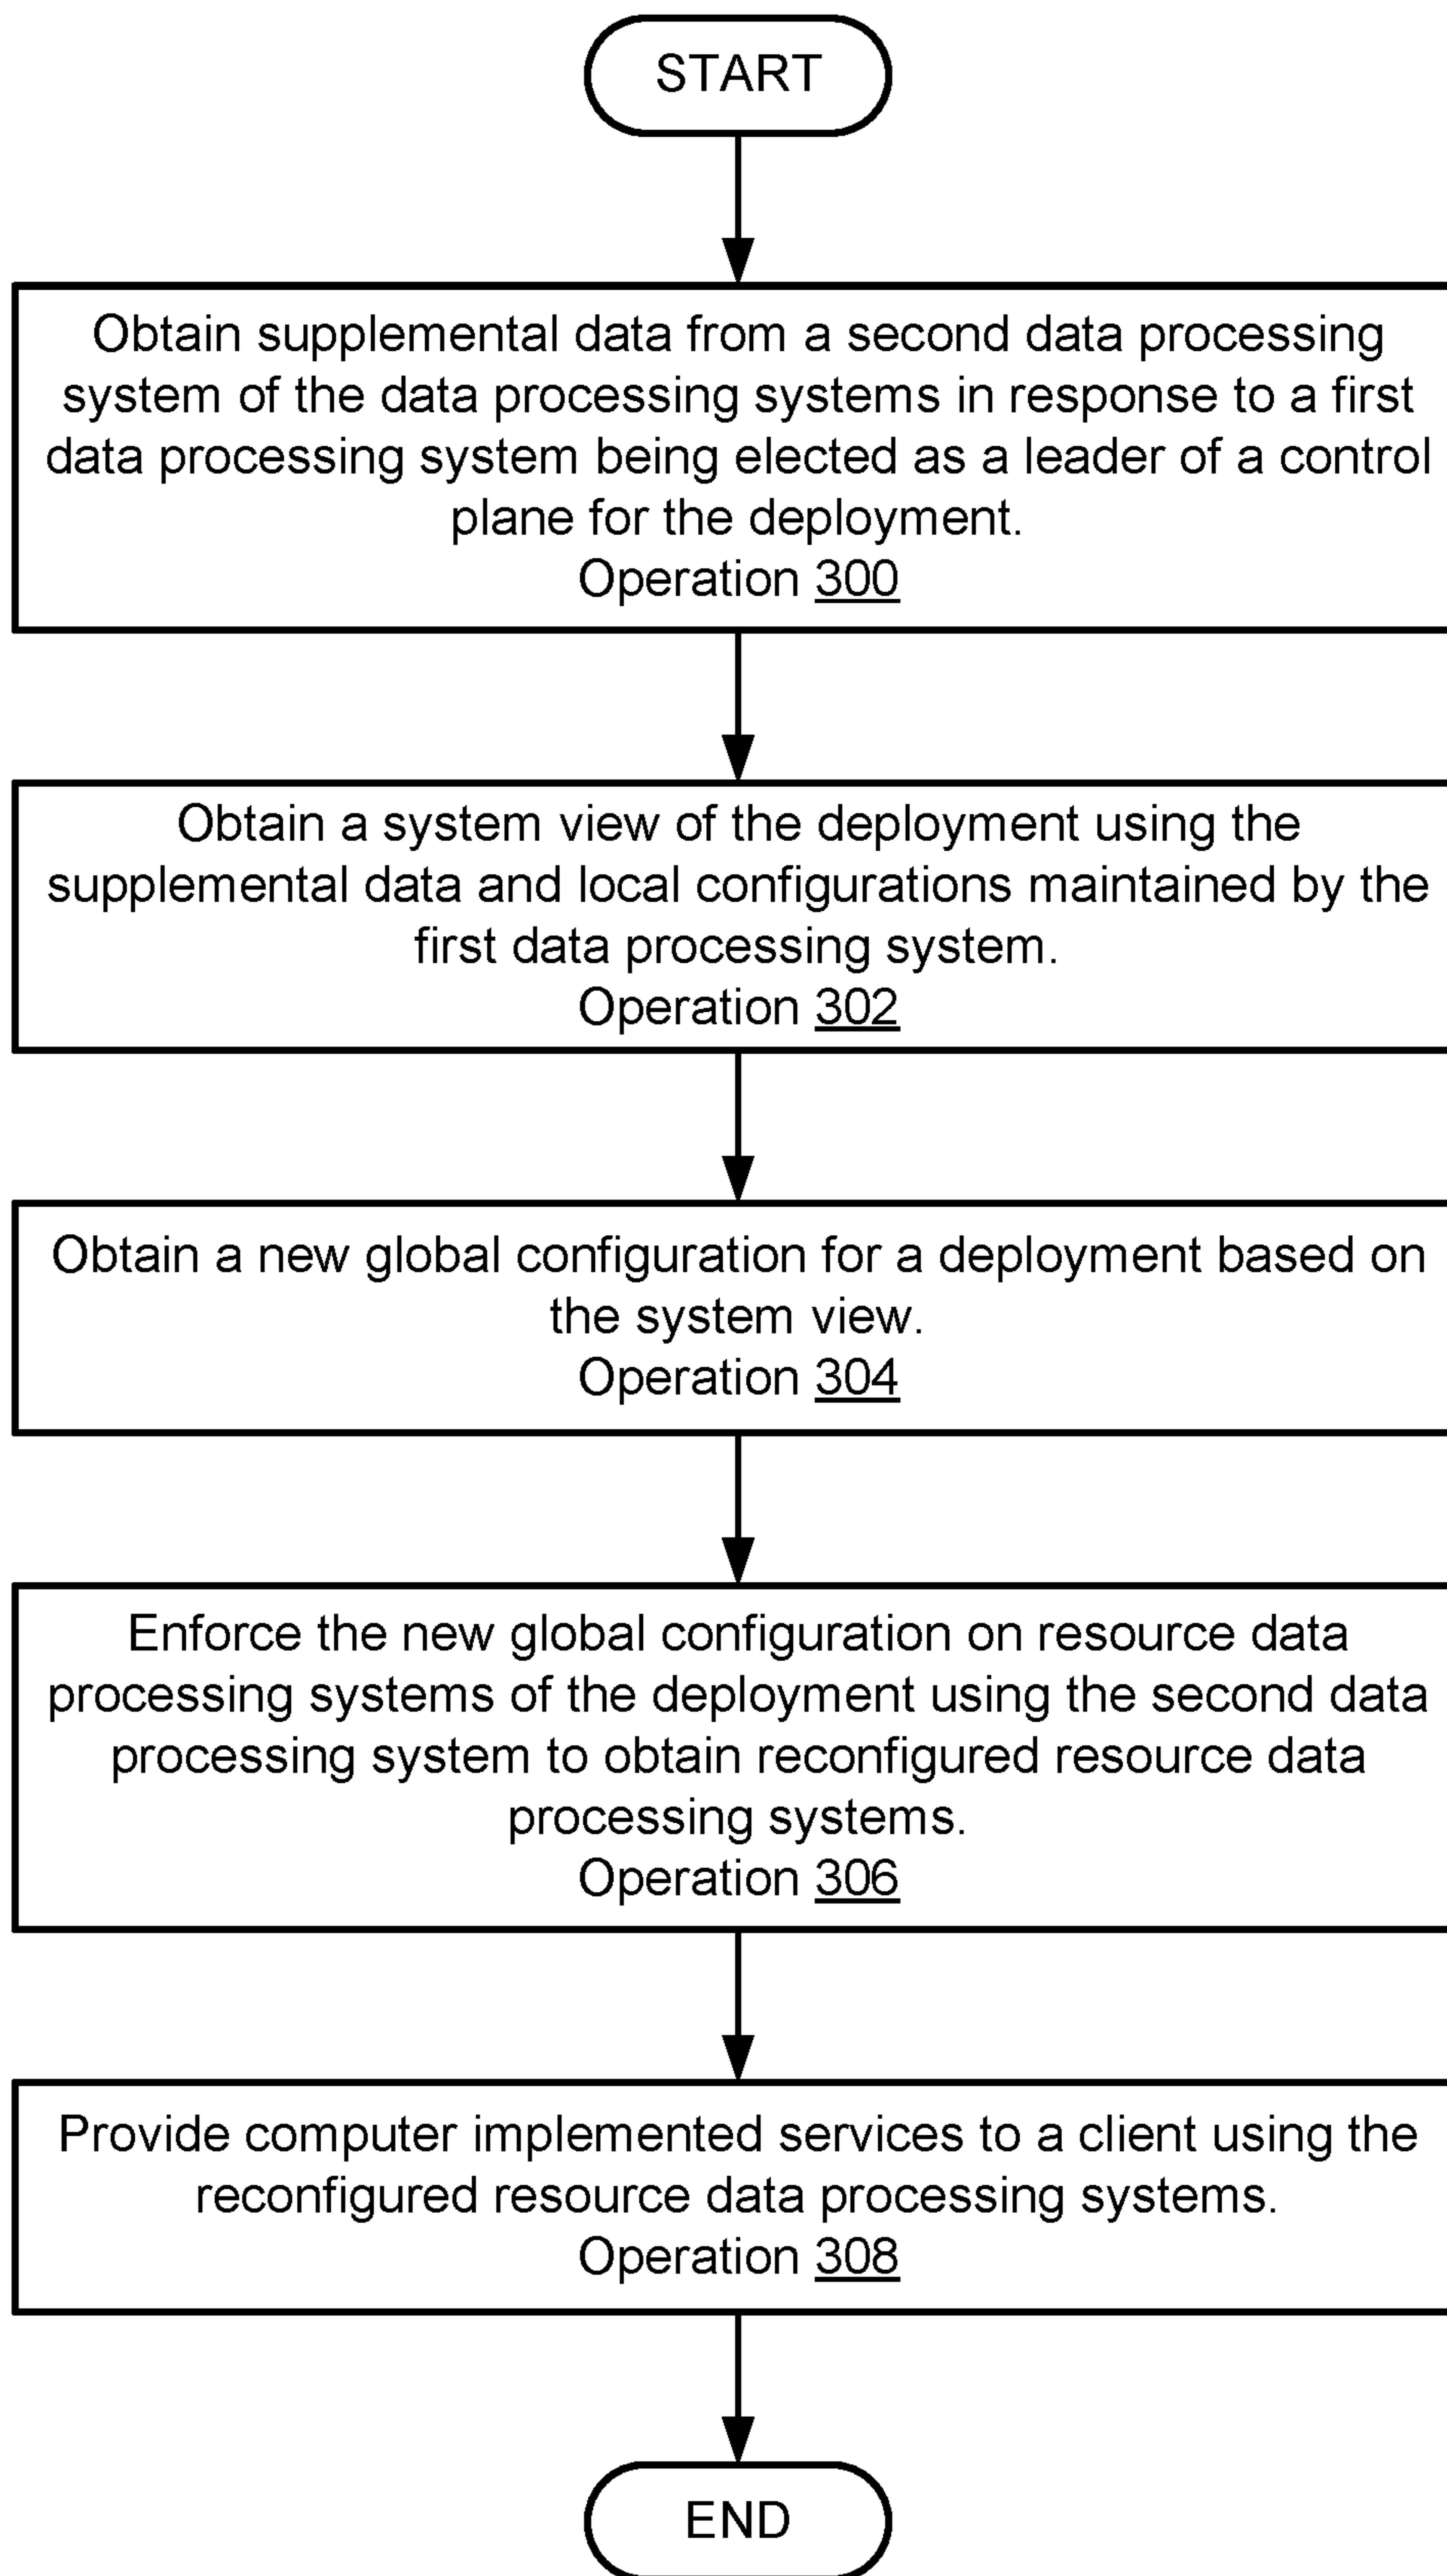 START
Obtain supplemental data from a second data processing
system of the data processing systems in response to a first
data processing system being elected as a leader of a control
plane for the deployment.
Operation 300
Obtain a system view of the deployment using the
supplemental data and local configurations maintained by the
first data processing system.
Operation 302
Obtain a new global configuration for a deployment based on
the system view.
Operation 304
Enforce the new global configuration on resource data
processing systems of the deployment using the second data
processing system to obtain reconfigured resource data
processing systems.
Operation 306
Provide computer implemented services to a client using the
reconfigured resource data processing systems.
Operation 308
END